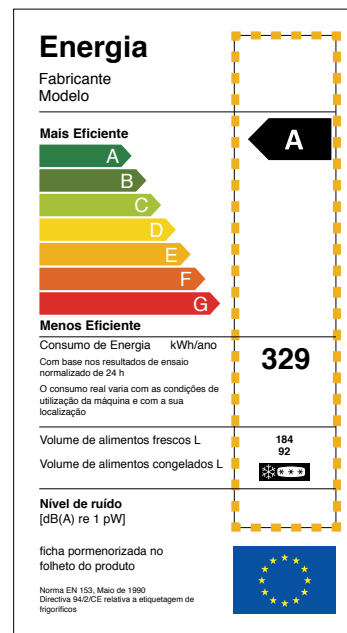 Energia
Fabricante
Modelo
A
Mais Eficiente
A
B
C
D
E
F
G
Menos Eficiente
Consumo de Energia kWh/ano
329
Com base nos resultados de ensaio
normalizado de 24 h
O consumo real varia com as condições de
utilização da máquina e com a sua
localização
Volume de alimentos frescos L 184
92
Volume de alimentos congelados L
Nível de ruído
[dB(A) re 1 pW]
ficha pormenorizada no
folheto do produto
Norma EN 153, Maio de 1990
Directiva 94/2/CE relativa a etiquetagem de
frigoríficos